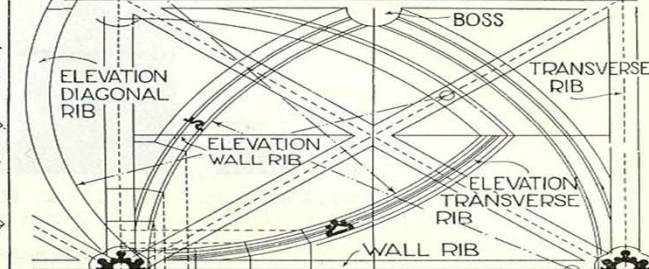 BOSS
ELEVATION
DIAGONAL
RIB
TRANSVERSE
RIB
ELEVATION
WALL RIB
ELEVATION
TRANSVERSE
RIB
WALL RIB